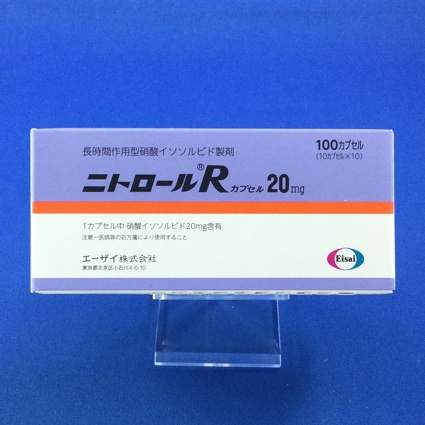 長時間作用型硝酸イソソルビド製剤
100カプセル
(10カプセル×10)
ニトロール®Rカプセル 20mg
1カプセル中 硝酸イソソルビド20mg含有
注意−医師等の処方箋により使用すること
エーザイ株式会社
東京都文京区小石川4-6-10
Eisai